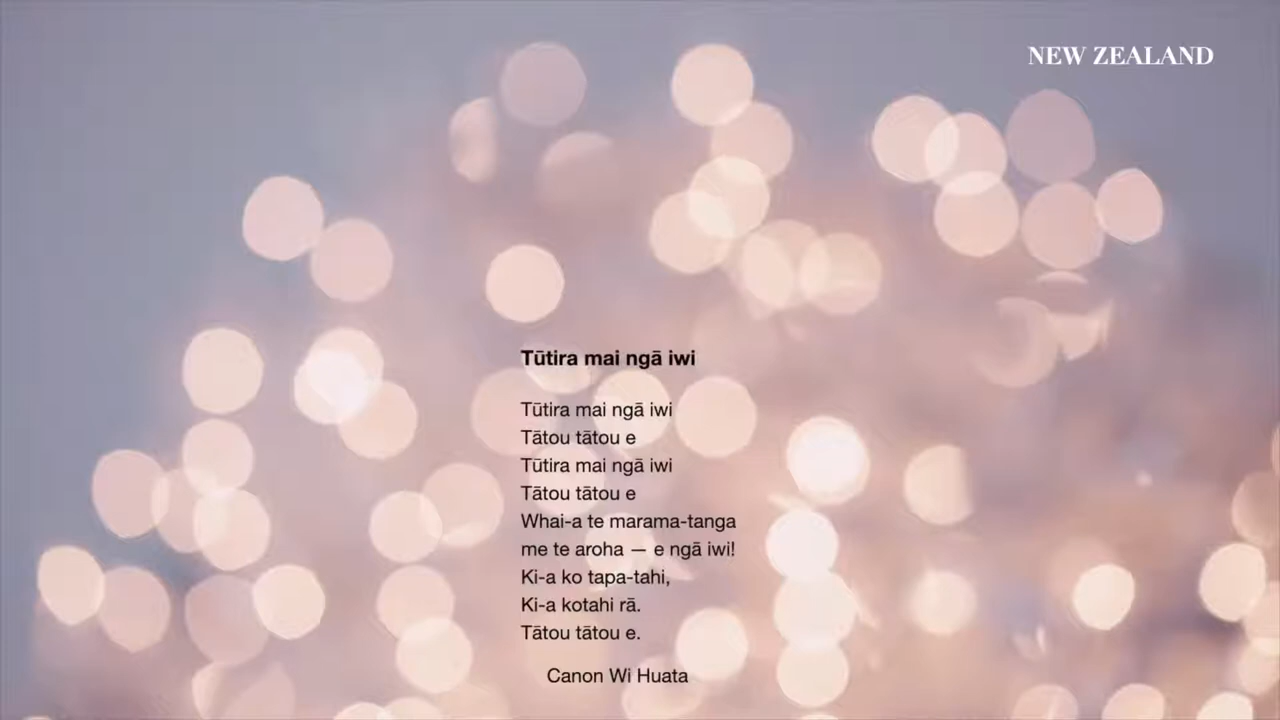 NEW ZEALAND
Tūtira mai ngā iwi
Tūtira mai ngā iwi
Tātou tātou e
Tūtira mai ngā iwi
Tātou tātou e
Whai-a te marama-tanga
me te aroha — e ngā iwi!
Ki-a ko tapa-tahi,
Ki-a kotahi rā.
Tātou tātou e.
Canon Wi Huata